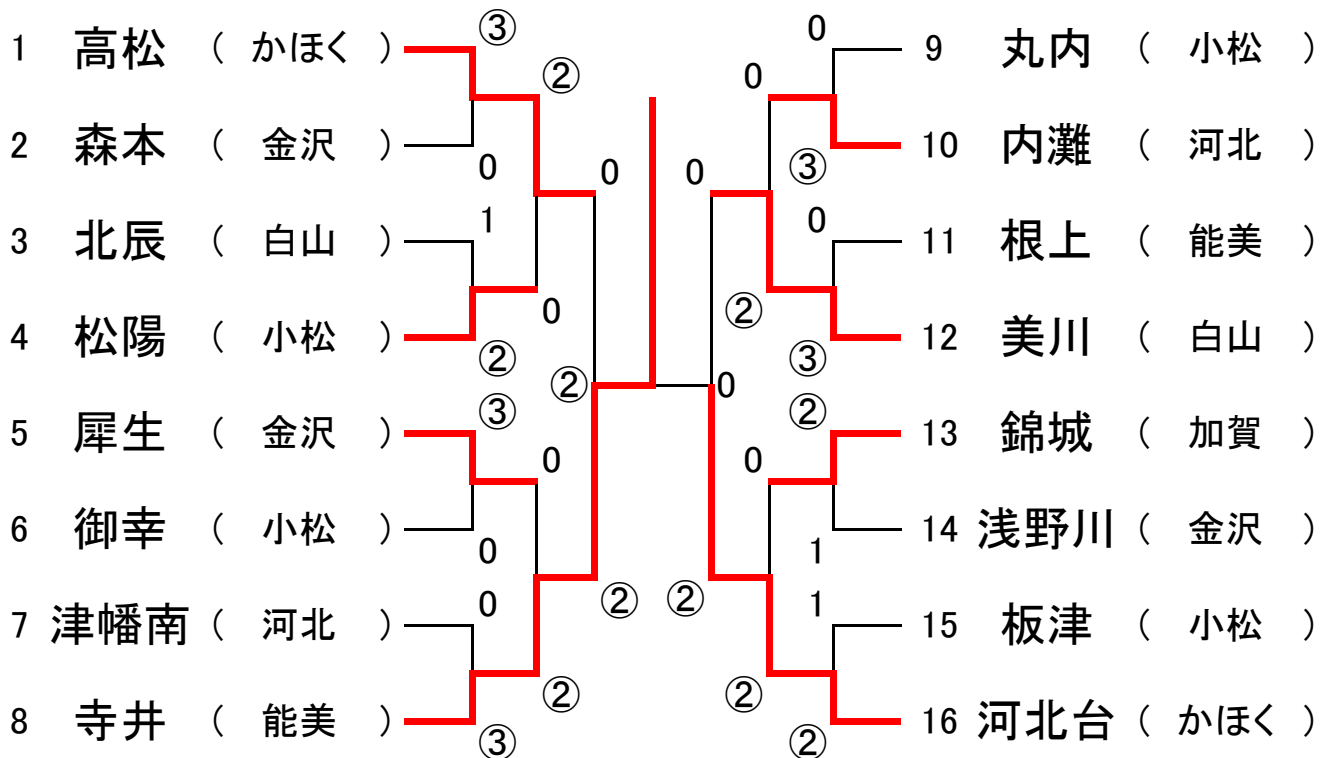 ③ 0
1 高松 ( かほく ) 9 丸内 ( 小松 )
② 0
2 森本 ( 金沢 ) 10 内灘 ( 河北 )
0 0 0 ③
1 0
3 北辰 ( 白山 ) 11 根上 ( 能美 )
0 ②
4 松陽 ( 小松 ) 12 美川 ( 白山 )
② ③
② 0
③ ②
5 犀生 ( 金沢 ) 13 錦城 ( 加賀 )
0 0
6 御幸 ( 小松 ) 14 浅野川 ( 金沢 )
0 1
0 ② ② 1
7 津幡南 ( 河北 ) 15 板津 ( 小松 )
② ②
8 寺井 ( 能美 ) 16 河北台 ( かほく )
③ ②